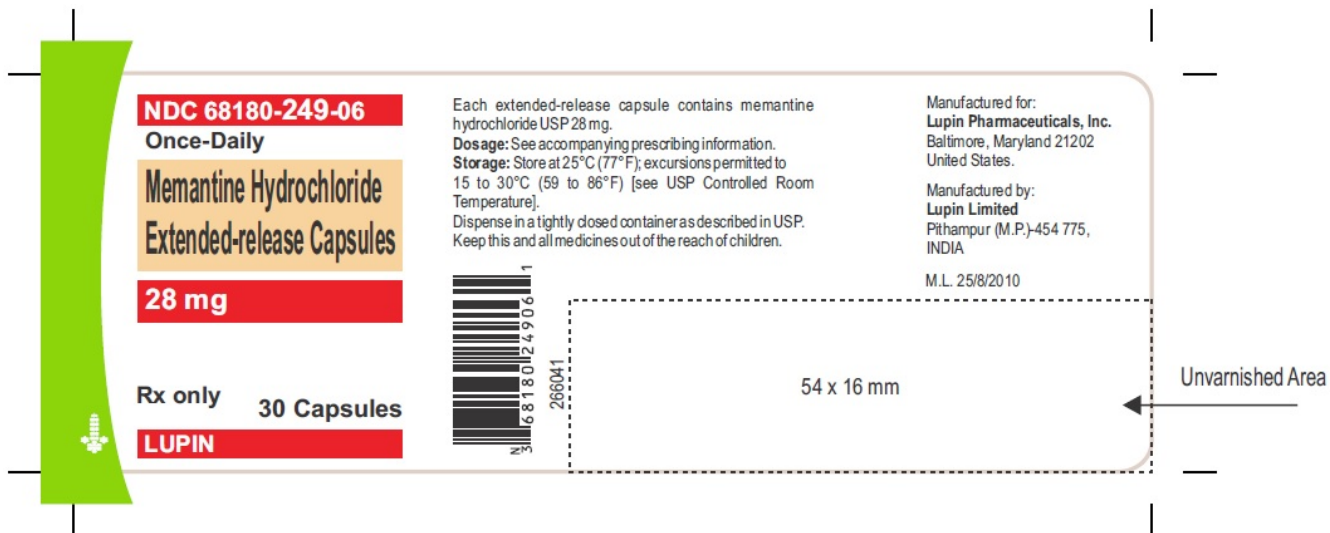 NDC 68180-249-06
Once-Daily
Memantine Hydrochloride
Extended-release Capsules
28 mg
Rx only
30 Capsules
LUPIN
Each extended-release capsule contains memantine
hydrochloride USP 28 mg.
Dosage: See accompanying prescribing information.
Storage: Store at 25°C (77°F); excursions permitted to
15 to 30°C (59 to 86°F) [see USP Controlled Room
Temperature].
Dispense in a tightly closed container as described in USP.
Keep this and all medicines out of the reach of children.
N
3 68180 24906 1
266041
Manufactured for:
Lupin Pharmaceuticals, Inc.
Baltimore, Maryland 21202
United States.
Manufactured by:
Lupin Limited
Pithampur (M.P.)-454 775,
INDIA
M.L. 25/8/2010
54 x 16 mm
Unvarnished Area